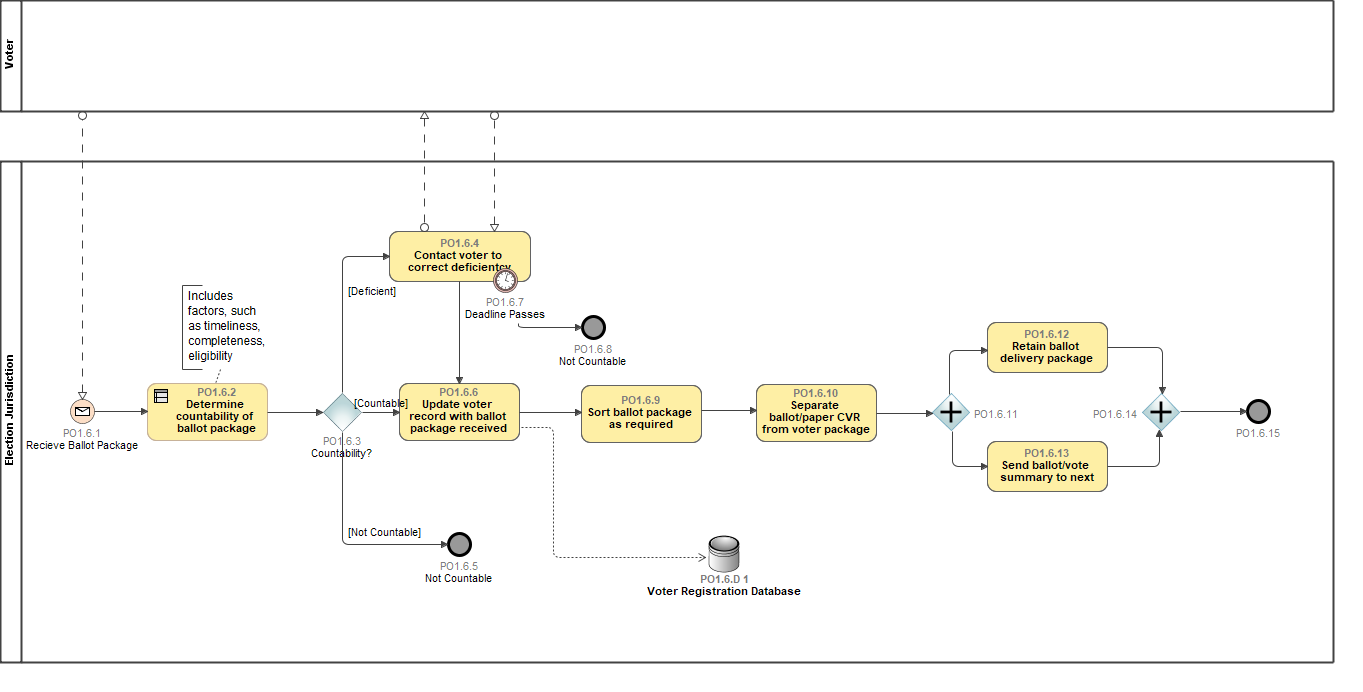 Voter
Election Jurisdiction
PO1.6.1
Recieve Ballot Package
Includes
factors, such
as timeliness,
completeness,
eligibility
PO1.6.2
Determine
countability of
ballot package
PO1.6.3
Countability?
[Deficient]
[Countable]
[Not Countable]
PO1.6.4
Contact voter to
correct deficientcy
PO1.6.7
Deadline Passes
PO1.6.8
Not Countable
PO1.6.5
Not Countable
PO1.6.6
Update voter
record with ballot
package received
PO1.6.D 1
Voter Registration Database
PO1.6.9
Sort ballot package
as required
PO1.6.10
Separate
ballot/paper CVR
from voter package
PO1.6.11
PO1.6.12
Retain ballot
delivery package
PO1.6.13
Send ballot/vote
summary to next
PO1.6.14
PO1.6.15